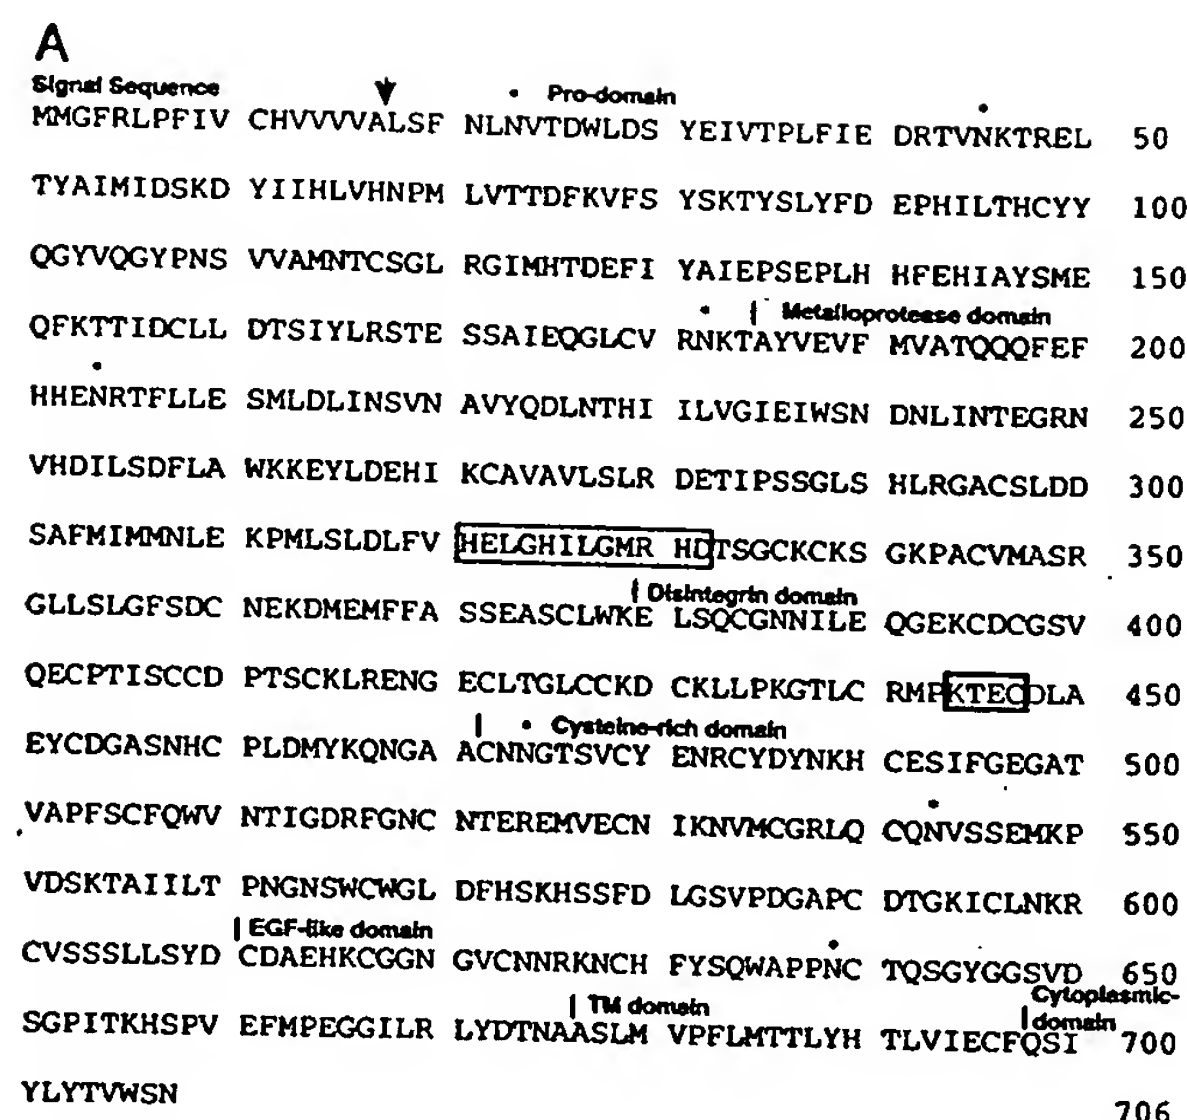 A
Signal Sequence Pro-domain
MMGFRLPFIV CHVVVVALSF NLNVTDWLDS YEIVTPLFIE DRTVNKTREL 50
TYAIMIDSKD YIIHLVHNPM LVTTDFKVFS YSKTYSLYFD EPHILTHCYY 100
QGYVQGYPNS VVAMNTCSGL RGIMHTDEFI YAIEPSEPLH HFEHIAYSME 150
Metalloprotease domain
QFKTTIDCLL DTSIYLRSTE SSAIEQGLCV RNKTAYVEVF MVATQQQFEF 200
HHENRTFLLE SMLDLINSVN AVYQDLNTHI ILVGIEIWSN DNLINTEGRN 250
VHDILSDFLA WKKEYLDEHI KCAVAVLSLR DETIPSSGLS HLRGACSLDD 300
SAFMIMMNLE KPMLSLDLFV HELGHILGMR HDTSGCKCKS GKPACVMASR 350
Disintegrin domain
GLLSLGFSDC NEKDMEMFFA SSEASCLWKE LSQCGNNILE QGEKCDCGSV 400
QECPTISCCD PTSCKLRENG ECLTGLCCKD CKLLPKGTLC RMPKTECDLA 450
Cysteine-rich domain
EYCDGASNHC PLDMYKQNGA ACNNGTSVCY ENRCYDYNKH CESIFGEGAT 500
VAPFSCFQWV NTIGDRFGNC NTEREMVECN IKNVMCGRLQ CQNVSSEMKP 550
VDSKTAIILT PNGNSWCWGL DFHSKHSSFD LGSVPDGAPC DTGKICLNKR 600
EGF-like domain
CVSSSLLSYD CDAEHKCGGN GVCNNRKNCH FYSQWAPPNC TQSGYGGSVD 650
TM domain Cytoplasmic-domain
SGPITKHSPV EFMPEGGILR LYDTNAASLM VPFLMTTLYH TLVIECFQSI 700
YLYTVWSN 706